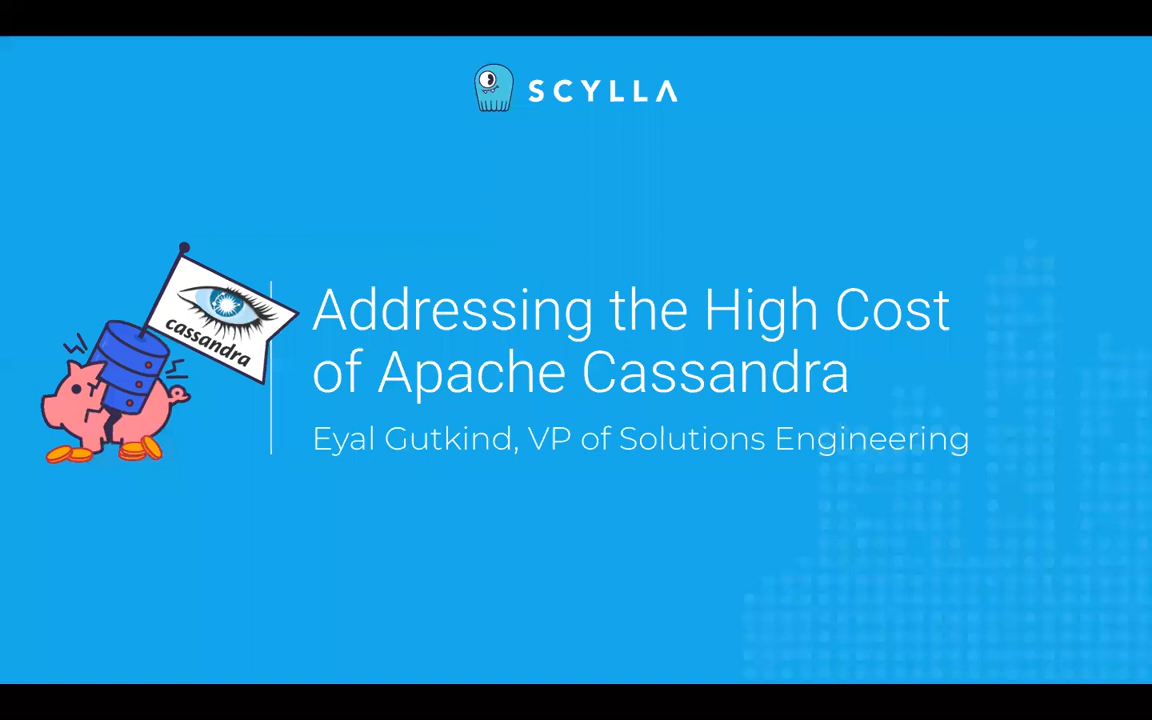 SCYLLA
cassandra
Addressing the High Cost
of Apache Cassandra
Eyal Gutkind, VP of Solutions Engineering